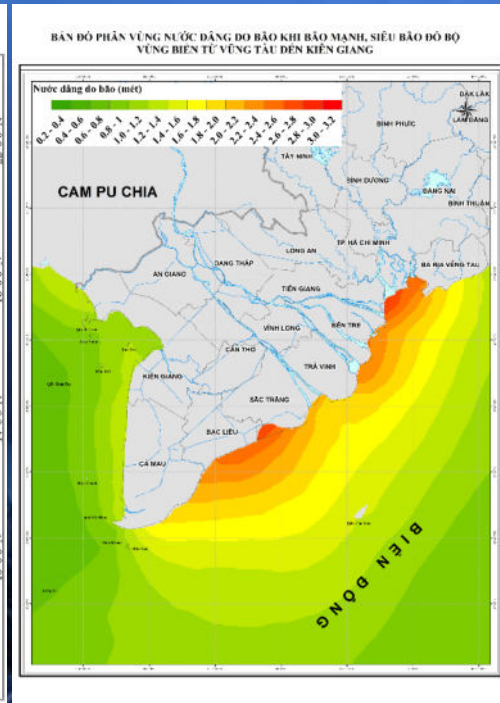 BẢN ĐỒ PHÂN VÙNG NƯỚC DÂNG DO BÃO KHI BÃO MẠNH, SIÊU BÃO ĐỔ BỘ
VÙNG BIỂN TỪ VŨNG TÀU ĐẾN KIÊN GIANG
Nước dâng do bão (mét)
0.2 - 0.4
0.4 - 0.6
0.6 - 0.8
0.8 - 1
1.0 - 1.2
1.2 - 1.4
1.4 - 1.6
1.6 - 1.8
1.8 - 2.0
2.0 - 2.2
2.2 - 2.4
2.4 - 2.6
2.6 - 2.8
2.8 - 3.0
3.0 - 3.2
ĐĂK LĂK
LÂM ĐỒNG
BÌNH PHƯỚC
TÂY NINH
BÌNH DƯƠNG
ĐỒNG NAI
BÌNH THUẬN
CAM PU CHIA
TP. HỒ CHÍ MINH
LONG AN
BÀ RỊA VŨNG TÀU
ĐỒNG THÁP
AN GIANG
TIỀN GIANG
BẾN TRE
VĨNH LONG
CẦN THƠ
TRÀ VINH
KIÊN GIANG
SÓC TRĂNG
BẠC LIÊU
CÀ MAU
BIỂN ĐÔNG